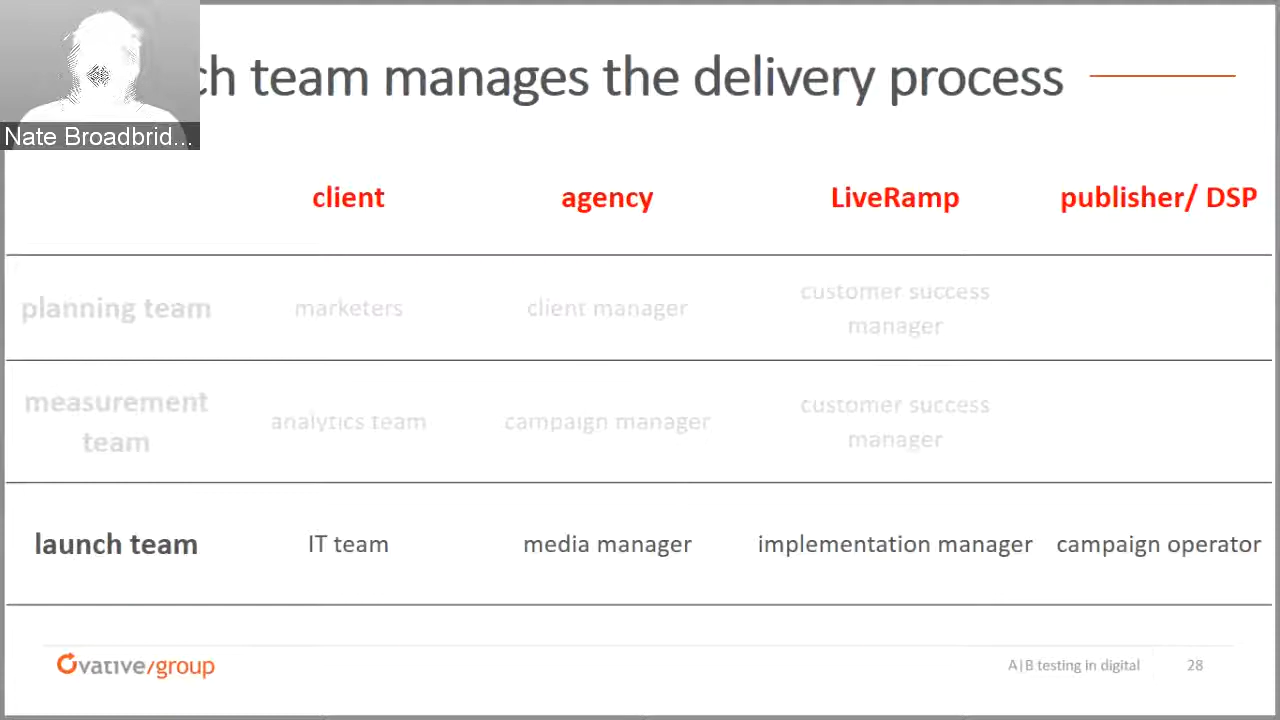 ch team manages the delivery process
Nate Broadbrid...
client agency LiveRamp publisher/ DSP
planning team marketers client manager customer success manager
measurement team analytics team campaign manager customer success manager
launch team IT team media manager implementation manager campaign operator
Ovative/group
A|B testing in digital 28